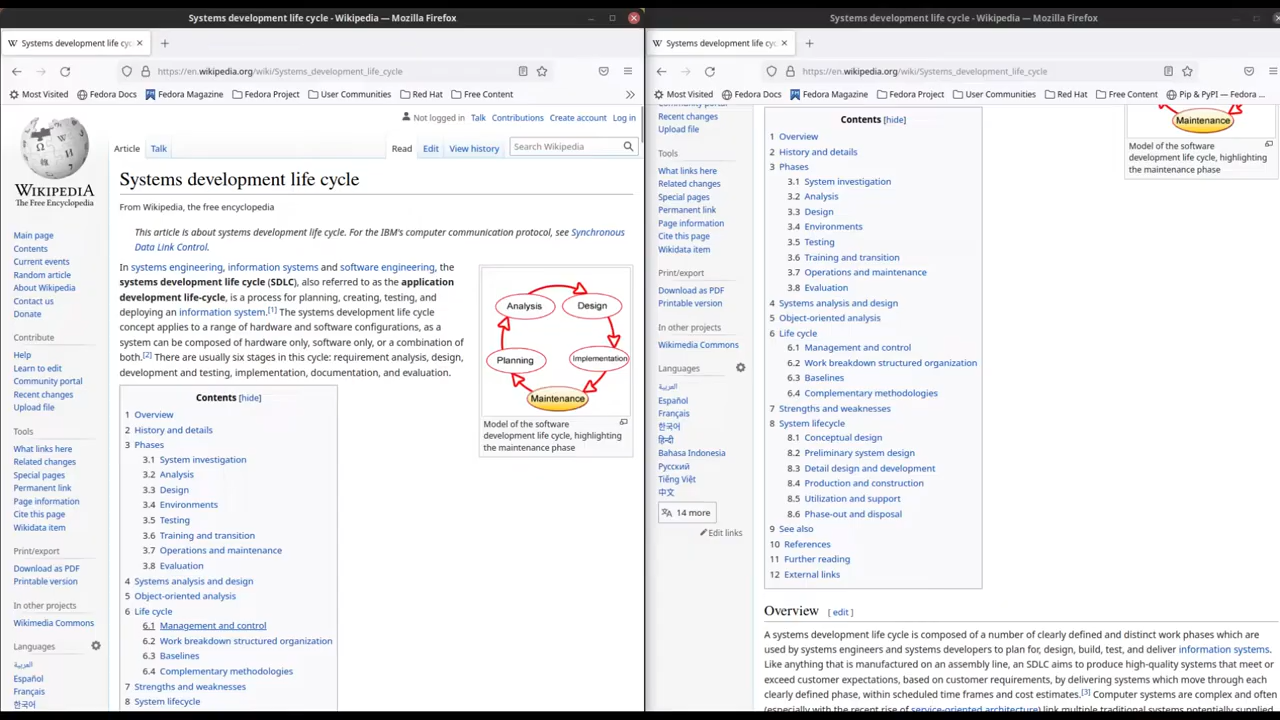 Systems development life cycle - Wikipedia — Mozilla Firefox
Systems development life cyc
https://en.wikipedia.org/wiki/Systems_development_life_cycle
Most Visited Fedora Docs Fedora Magazine Fedora Project User Communities Red Hat Free Content
Not logged in Talk Contributions Create account Log in
Article Talk Read Edit View history Search Wikipedia
WIKIPEDIA
The Free Encyclopedia
Main page
Contents
Current events
Random article
About Wikipedia
Contact us
Donate
Contribute
Help
Learn to edit
Community portal
Recent changes
Upload file
Tools
What links here
Related changes
Special pages
Permanent link
Page information
Cite this page
Wikidata item
Print/export
Download as PDF
Printable version
In other projects
Wikimedia Commons
Languages
العربية
Español
Français
Systems development life cycle
From Wikipedia, the free encyclopedia
This article is about systems development life cycle. For the IBM's computer communication protocol, see Synchronous
Data Link Control.
In systems engineering, information systems and software engineering, the
systems development life cycle (SDLC), also referred to as the application
development life-cycle, is a process for planning, creating, testing, and
deploying an information system.[1] The systems development life cycle
concept applies to a range of hardware and software configurations, as a
system can be composed of hardware only, software only, or a combination of
both.[2] There are usually six stages in this cycle: requirement analysis, design,
development and testing, implementation, documentation, and evaluation.
Analysis Design
Planning Implementation
Maintenance
Model of the software
development life cycle, highlighting
the maintenance phase
Contents [hide]
1 Overview
2 History and details
3 Phases
3.1 System investigation
3.2 Analysis
3.3 Design
3.4 Environments
3.5 Testing
3.6 Training and transition
3.7 Operations and maintenance
3.8 Evaluation
4 Systems analysis and design
5 Object-oriented analysis
6 Life cycle
6.1 Management and control
6.2 Work breakdown structured organization
6.3 Baselines
6.4 Complementary methodologies
7 Strengths and weaknesses
8 System lifecycle
Systems development life cycle - Wikipedia — Mozilla Firefox
Systems development life cyc
https://en.wikipedia.org/wiki/Systems_development_life_cycle
Most Visited Fedora Docs Fedora Magazine Fedora Project User Communities Red Hat Free Content Pip & PyPI — Fedora ...
Community portal
Recent changes
Upload file
Tools
What links here
Related changes
Special pages
Permanent link
Page information
Cite this page
Wikidata item
Print/export
Download as PDF
Printable version
In other projects
Wikimedia Commons
Languages
العربية
Español
Français
한국어
हिन्दी
Bahasa Indonesia
Русский
Tiếng Việt
中文
14 more
Edit links
Contents [hide]
1 Overview
2 History and details
3 Phases
3.1 System investigation
3.2 Analysis
3.3 Design
3.4 Environments
3.5 Testing
3.6 Training and transition
3.7 Operations and maintenance
3.8 Evaluation
4 Systems analysis and design
5 Object-oriented analysis
6 Life cycle
6.1 Management and control
6.2 Work breakdown structured organization
6.3 Baselines
6.4 Complementary methodologies
7 Strengths and weaknesses
8 System lifecycle
8.1 Conceptual design
8.2 Preliminary system design
8.3 Detail design and development
8.4 Production and construction
8.5 Utilization and support
8.6 Phase-out and disposal
9 See also
10 References
11 Further reading
12 External links
Maintenance
Model of the software
development life cycle, highlighting
the maintenance phase
Overview [ edit ]
A systems development life cycle is composed of a number of clearly defined and distinct work phases which are
used by systems engineers and systems developers to plan for, design, build, test, and deliver information systems.
Like anything that is manufactured on an assembly line, an SDLC aims to produce high-quality systems that meet or
exceed customer expectations, based on customer requirements, by delivering systems which move through each
clearly defined phase, within scheduled time frames and cost estimates.[3] Computer systems are complex and often
(especially with the recent rise of service-oriented architecture) link multiple traditional systems potentially supplied